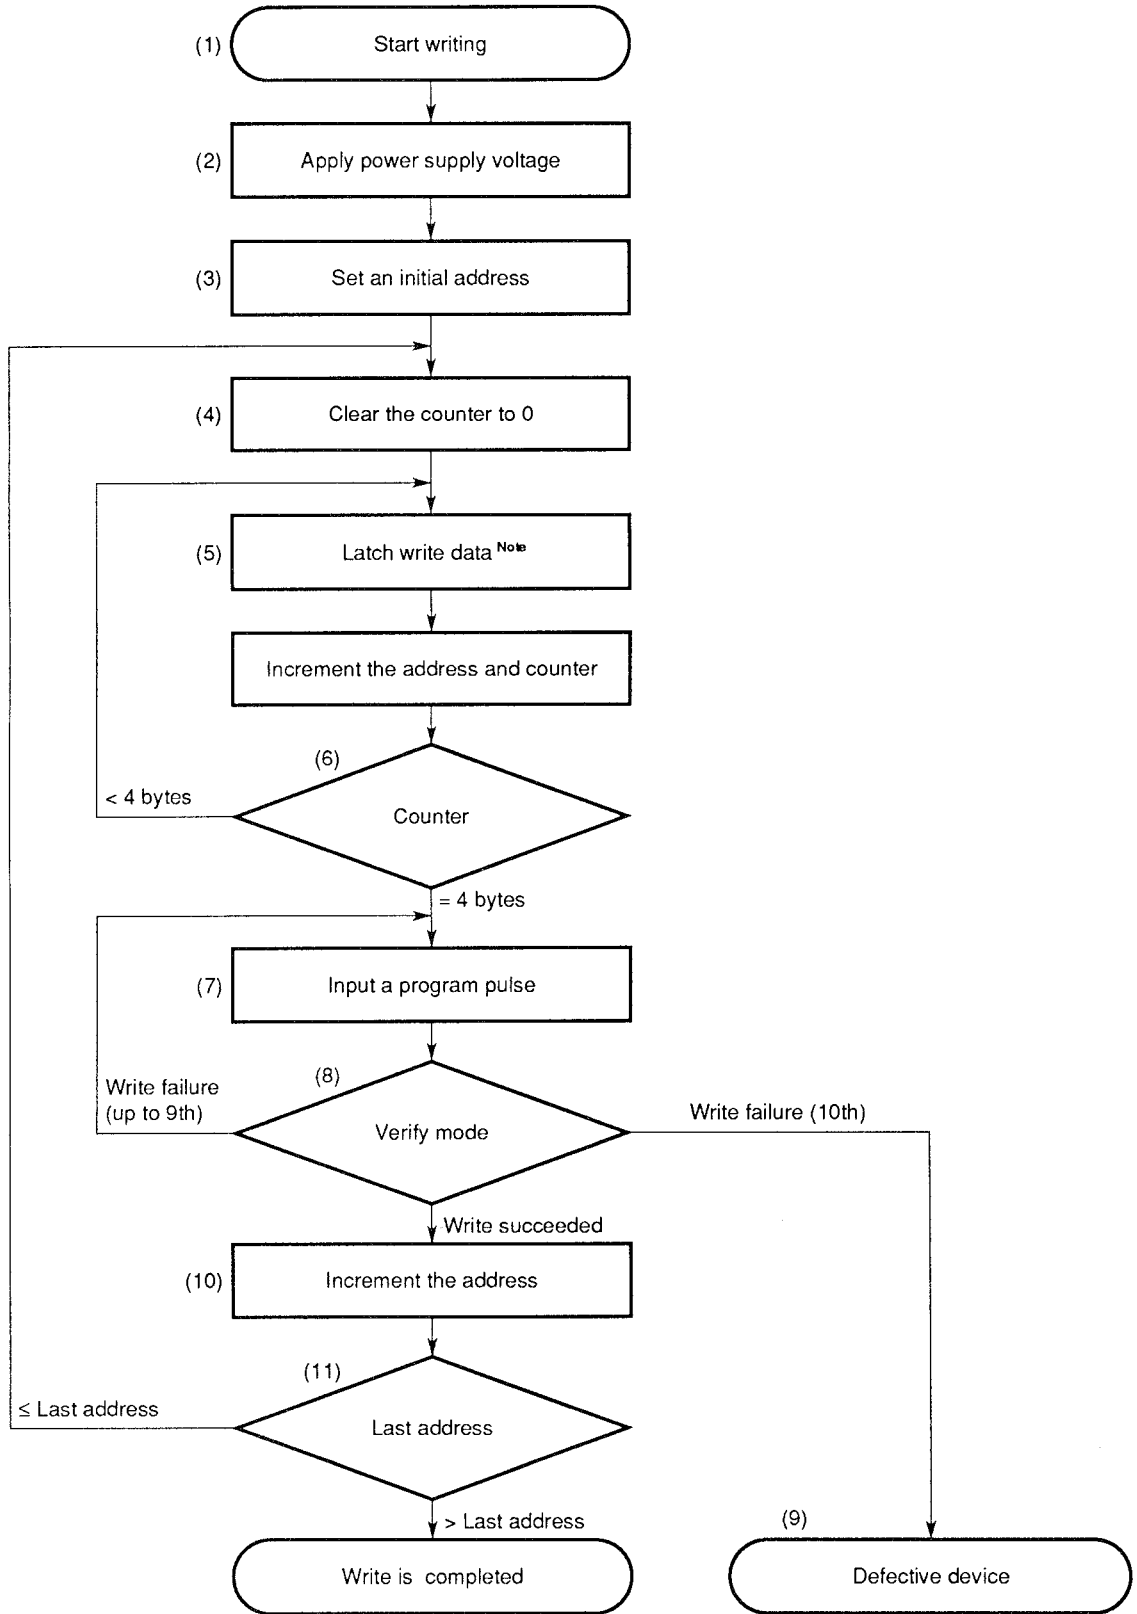 (1) Start writing
(2) Apply power supply voltage
(3) Set an initial address
(4) Clear the counter to 0
(5) Latch write data Note
Increment the address and counter
(6)
< 4 bytes
Counter
= 4 bytes
(7) Input a program pulse
(8)
Write failure
(up to 9th)
Verify mode
Write failure (10th)
Write succeeded
(10) Increment the address
(11)
≤ Last address
Last address
> Last address
(9)
Write is completed
Defective device